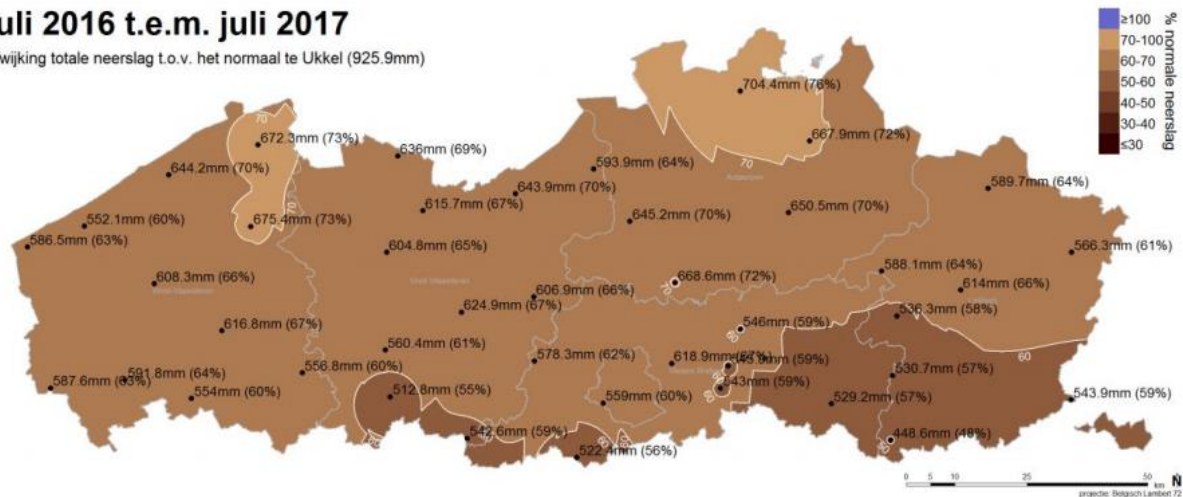 uli 2016 t.e.m. juli 2017
wijking totale neerslag t.o.v. het normaal te Ukkel (925.9mm)
≥100
70-100
60-70
50-60
40-50
30-40
≤30
% normale neerslag
704.4mm (76%)
70
672.3mm (73%)
667.9mm (72%)
636mm (69%)
70
593.9mm (64%)
644.2mm (70%)
589.7mm (64%)
643.9mm (70%)
70
615.7mm (67%)
650.5mm (70%)
645.2mm (70%)
552.1mm (60%)
675.4mm (73%)
586.5mm (63%)
604.8mm (65%)
566.3mm (61%)
588.1mm (64%)
608.3mm (66%)
668.6mm (72%)
70
614mm (66%)
606.9mm (66%)
624.9mm (67%)
536.3mm (58%)
616.8mm (67%)
546mm (59%)
60
560.4mm (61%)
60
578.3mm (62%)
618.9mm (67%)
(59%)
556.8mm (60%)
591.8mm (64%)
530.7mm (57%)
587.6mm (63%)
543mm (59%)
60
554mm (60%)
512.8mm (55%)
559mm (60%)
529.2mm (57%)
543.9mm (59%)
542.6mm (59%)
60
448.6mm (48%)
522.4mm (56%)
0 5 10 25 50
km N
projectie: Belgisch Lambert 72